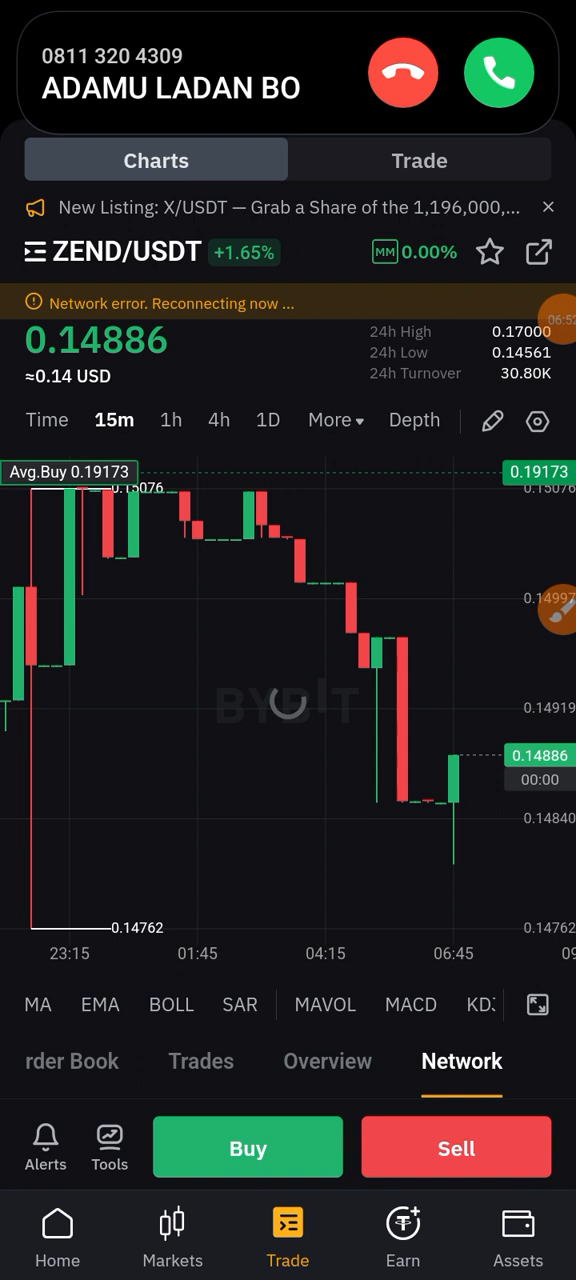 0811 320 4309
ADAMU LADAN BO
Charts Trade
New Listing: X/USDT — Grab a Share of the 1,196,000,...
ZEND/USDT +1.65% MM 0.00%
Network error. Reconnecting now ...
06:52
0.14886
≈0.14 USD
24h High 0.17000
24h Low 0.14561
24h Turnover 30.80K
Time 15m 1h 4h 1D More Depth
Avg.Buy 0.19173 0.19173
0.15076 0.15076
0.14997
BYBIT
0.14919
0.14886
00:00
0.14840
0.14762 0.14762
23:15 01:45 04:15 06:45 09
MA EMA BOLL SAR MAVOL MACD KDJ
rder Book Trades Overview Network
Alerts Tools Buy Sell
Home Markets Trade Earn Assets